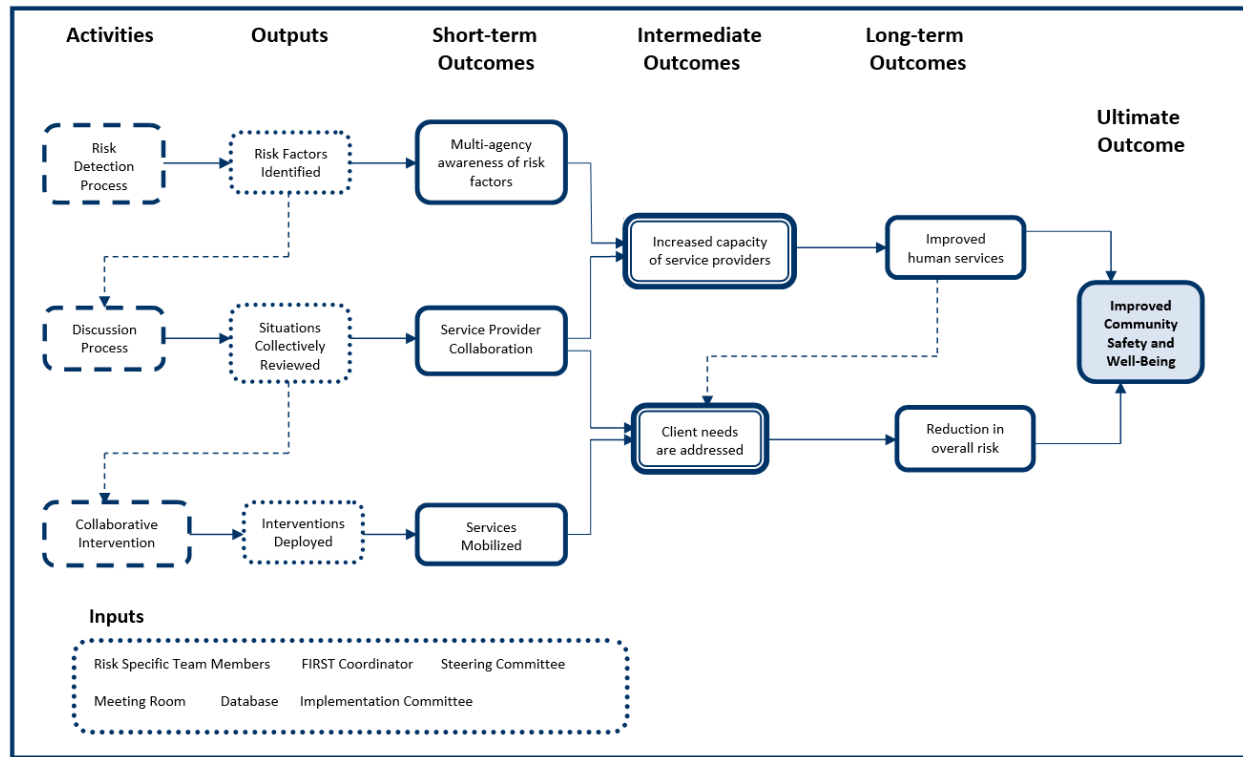 Activities
Outputs
Short-term
Outcomes
Intermediate
Outcomes
Long-term
Outcomes
Ultimate
Outcome
Risk
Detection
Process
Risk Factors
Identified
Multi-agency
awareness of risk
factors
Increased capacity
of service providers
Improved
human services
Discussion
Process
Situations
Collectively
Reviewed
Service Provider
Collaboration
Improved
Community
Safety and
Well-Being
Client needs
are addressed
Reduction in
overall risk
Collaborative
Intervention
Interventions
Deployed
Services
Mobilized
Inputs
Risk Specific Team Members FIRST Coordinator Steering Committee
Meeting Room Database Implementation Committee